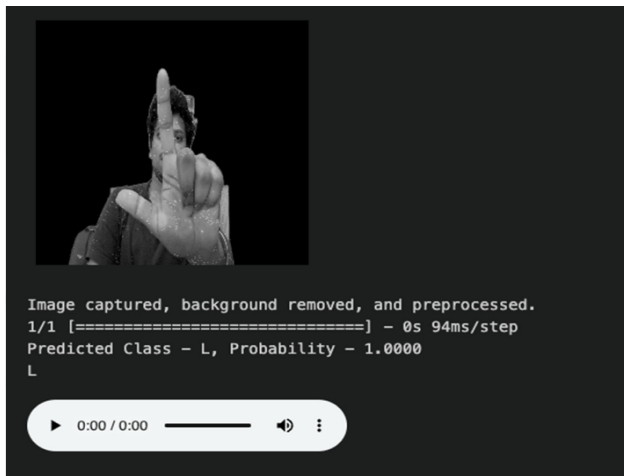 Image captured, background removed, and preprocessed.
1/1 [==============================] - 0s 94ms/step
Predicted Class - L, Probability - 1.0000
L
0:00 / 0:00